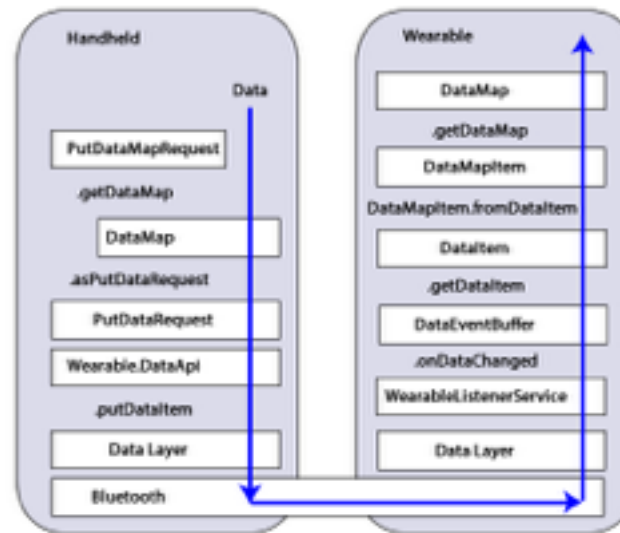 Handheld
Data
PutDataMapRequest
.getDataMap
DataMap
.asPutDataRequest
PutDataRequest
Wearable.DataApi
.putDataItem
Data Layer
Bluetooth
Wearable
DataMap
.getDataMap
DataMapItem
DataMapItem.fromDataItem
DataItem
.getDataItem
DataEventBuffer
.onDataChanged
WearableListenerService
Data Layer